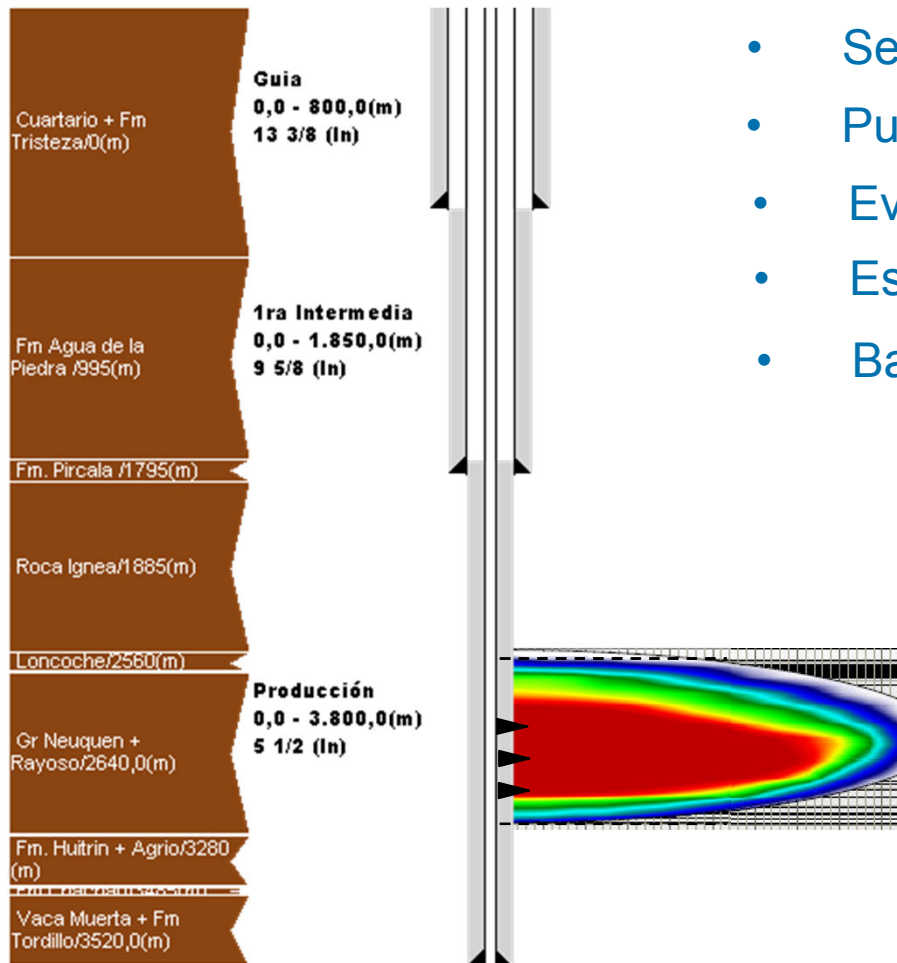 Cuartario + Fm
Tristeza/0(m)
Guia
0,0 - 800,0(m)
13 3/8 (In)
Fm Agua de la
Piedra /995(m)
1ra Intermedia
0,0 - 1.850,0(m)
9 5/8 (In)
Fm. Pircala /1795(m)
Roca Ignea/1885(m)
Loncoche/2560(m)
Gr Neuquen +
Rayoso/2640,0(m)
Producción
0,0 - 3.800,0(m)
5 1/2 (In)
Fm. Huitrin + Agrio/3280
(m)
Vaca Muerta + Fm
Tordillo/3520,0(m)
• Se
• Pu
• Ev
• Es
• Ba